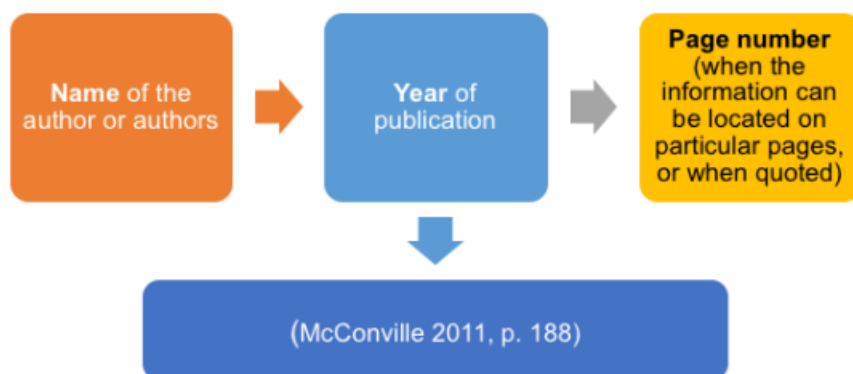 Name of the
author or authors
Year of
publication
Page number
(when the
information can
be located on
particular pages,
or when quoted)
(McConville 2011, p. 188)